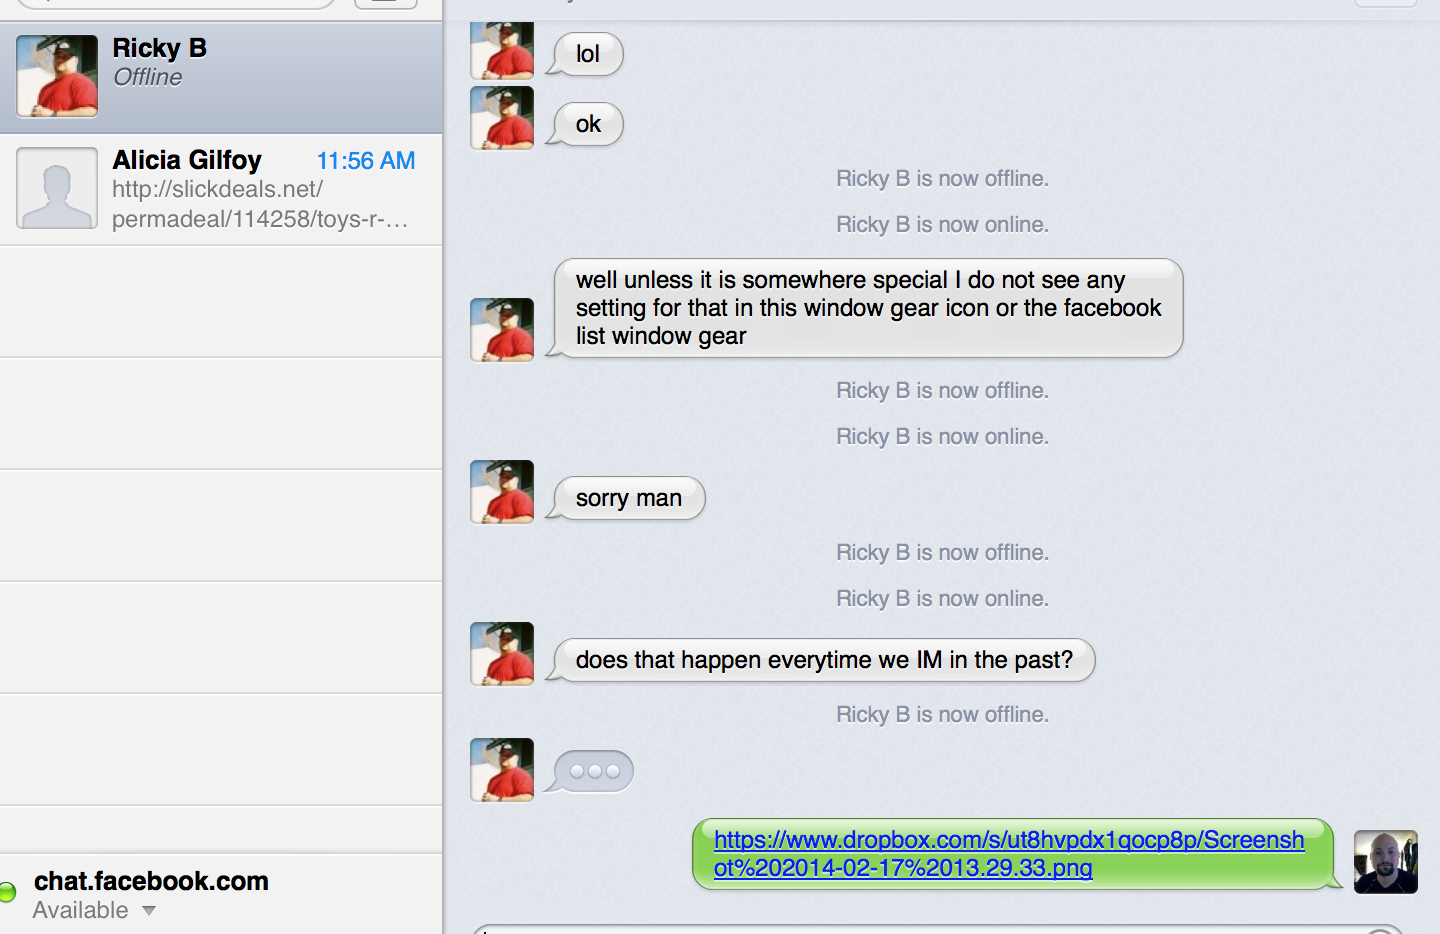 Ricky B
Offline
Alicia Gilfoy 11:56 AM
http://slickdeals.net/
permadeal/114258/toys-r-...
chat.facebook.com
Available
lol
ok
Ricky B is now offline.
Ricky B is now online.
well unless it is somewhere special I do not see any
setting for that in this window gear icon or the facebook
list window gear
Ricky B is now offline.
Ricky B is now online.
sorry man
Ricky B is now offline.
Ricky B is now online.
does that happen everytime we IM in the past?
Ricky B is now offline.
https://www.dropbox.com/s/ut8hvpdx1qocp8p/Screensh
ot%202014-02-17%2013.29.33.png